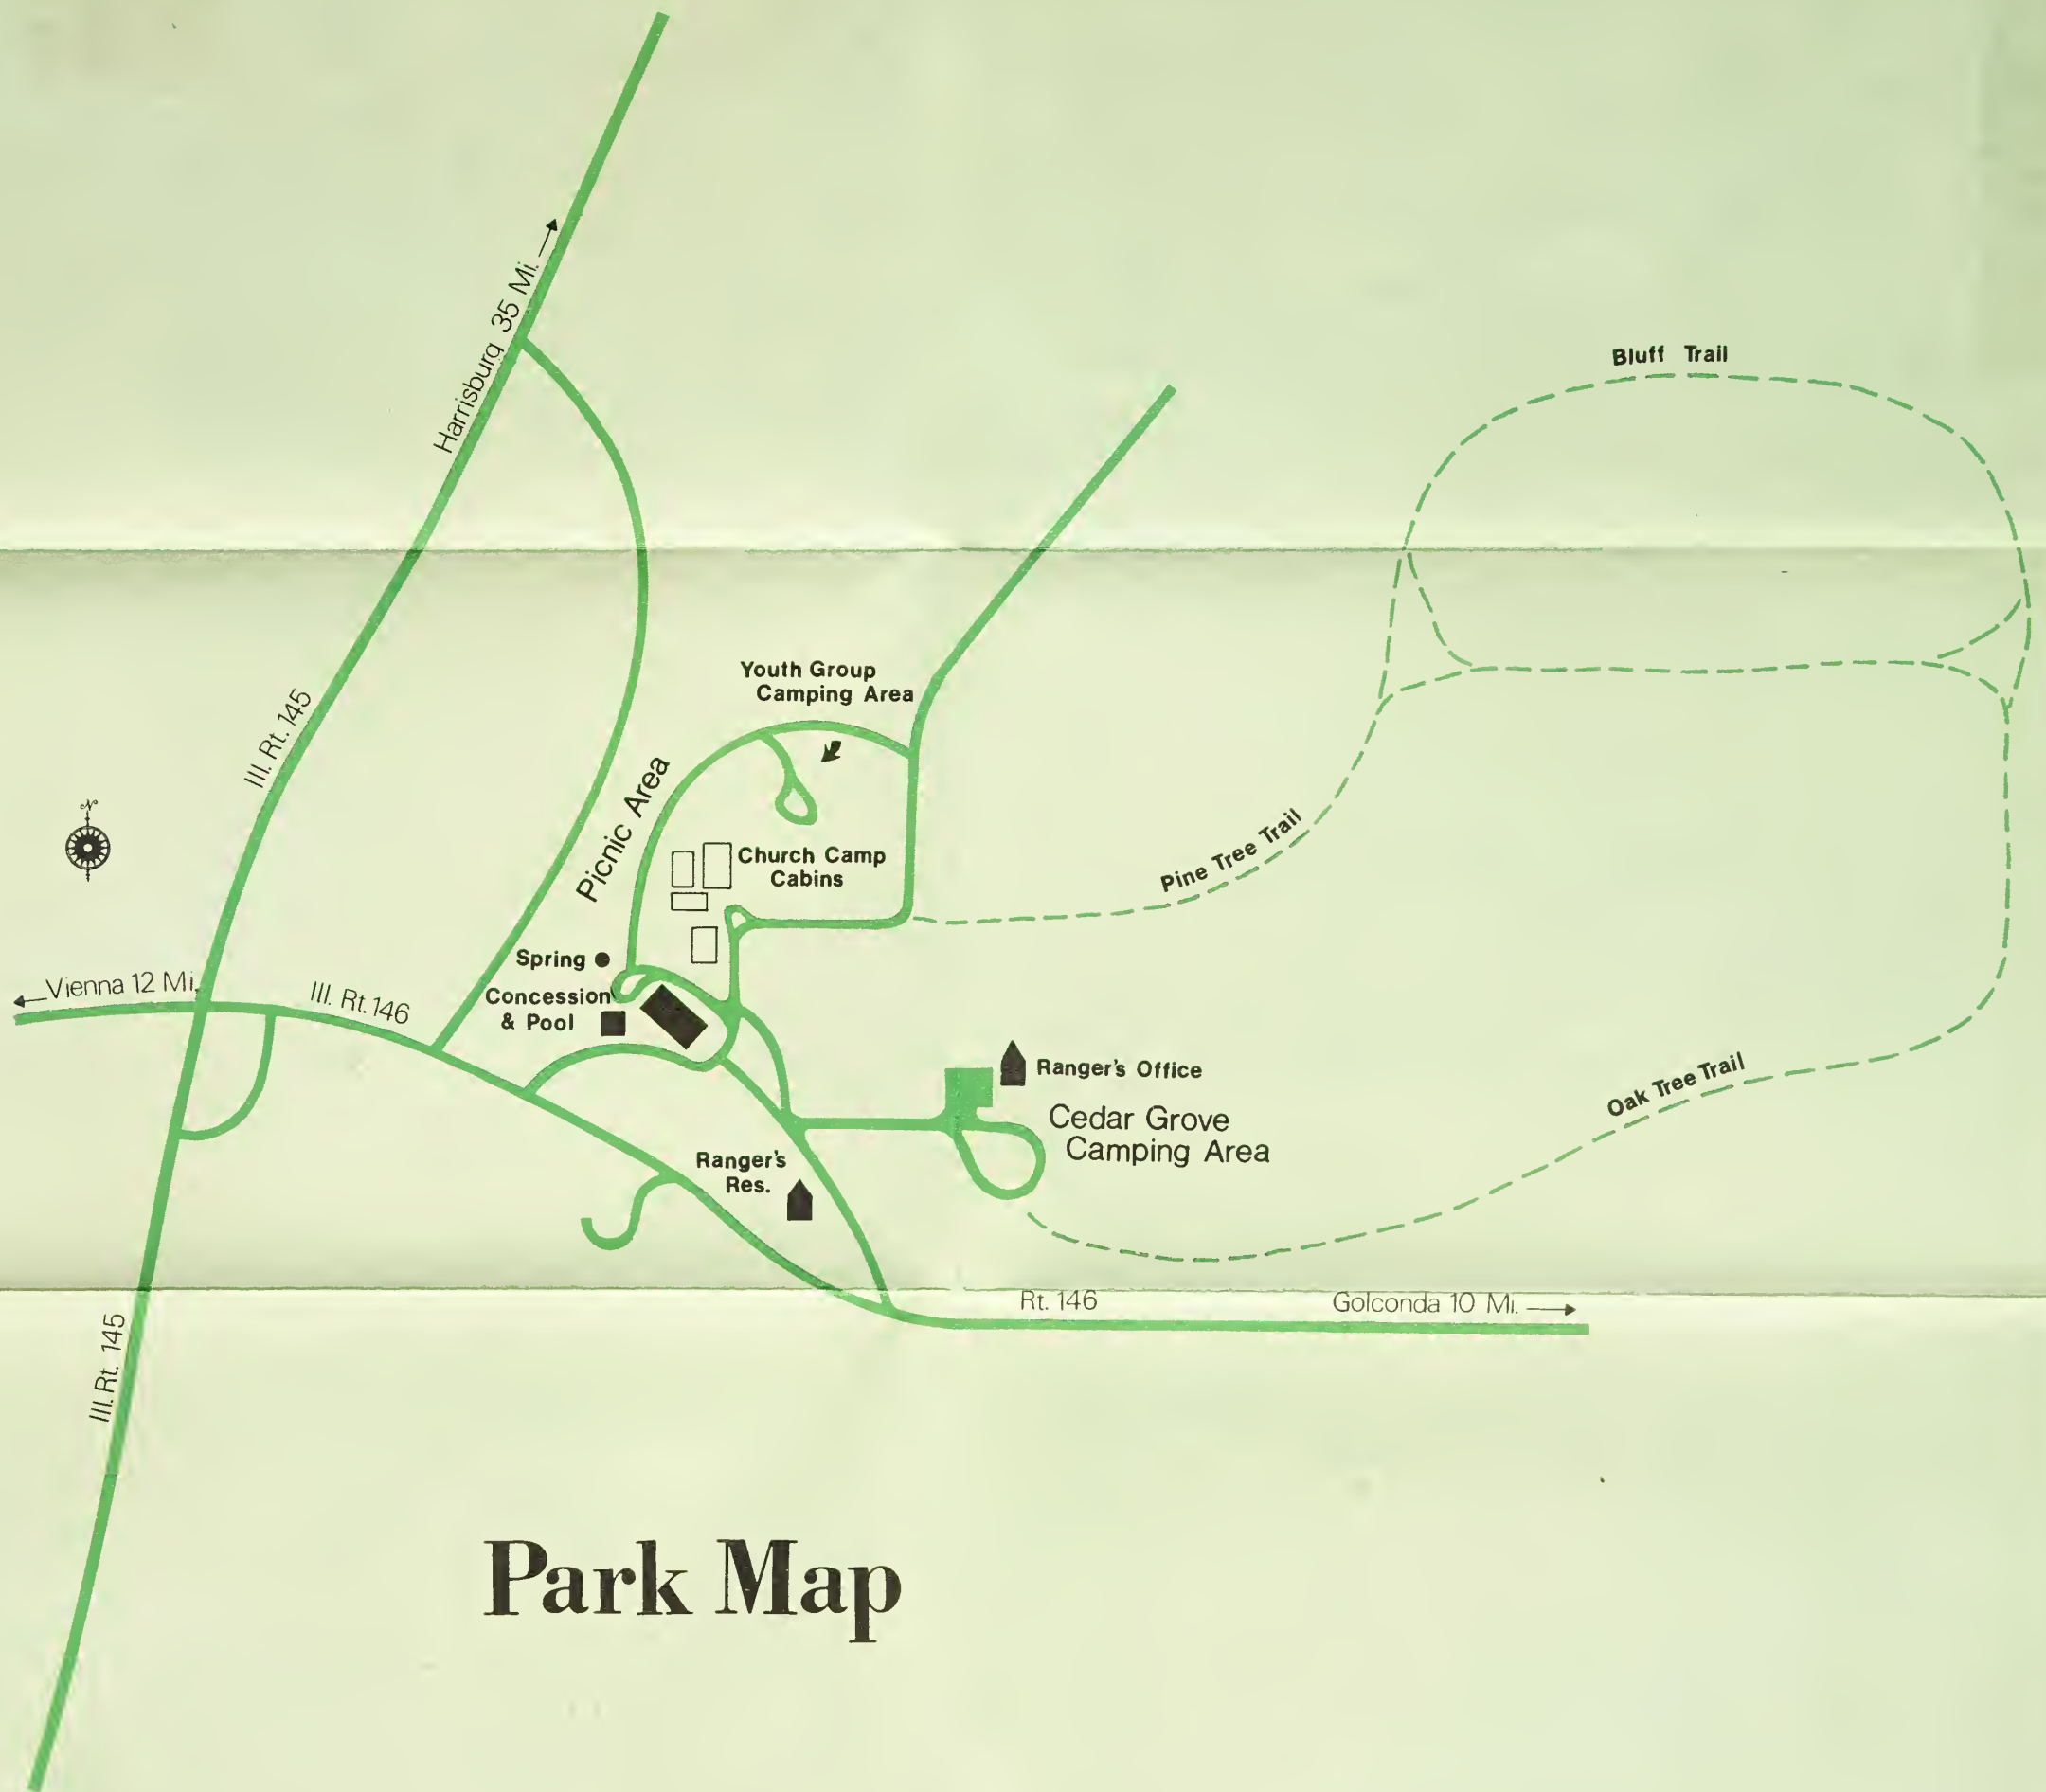 Harrisburg 35 Mi.
Bluff Trail
Ill. Rt. 145
Youth Group
Camping Area
Picnic Area
N
Church Camp
Cabins
Pine Tree Trail
Spring
Vienna 12 Mi.
Ill. Rt. 146
Concession
& Pool
Ranger's Office
Cedar Grove
Camping Area
Oak Tree Trail
Ranger's
Res.
Rt. 146
Golconda 10 Mi.
Ill. Rt. 145
Park Map